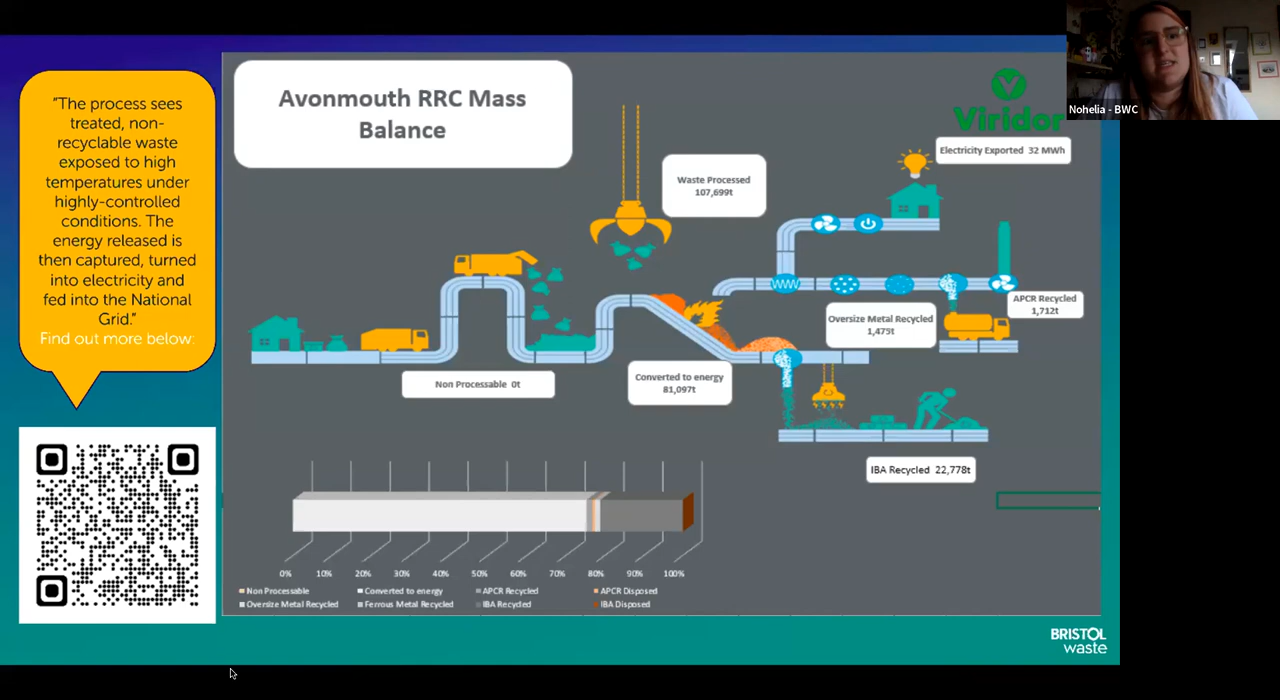 "The process sees
treated, non-
recyclable waste
exposed to high
temperatures under
highly-controlled
conditions. The
energy released is
then captured, turned
into electricity and
fed into the National
Grid."
Find out more below:
Avonmouth RRC Mass
Balance
Viridor
Nohelia - BWC
Electricity Exported 32 MWh
Waste Processed
107,699t
APCR Recycled
1,712t
Oversize Metal Recycled
1,475t
Converted to energy
81,097t
Non Processable 0t
IBA Recycled 22,778t
0% 10% 20% 30% 40% 50% 60% 70% 80% 90% 100%
Non Processable Converted to energy APCR Recycled APCR Disposed
Oversize Metal Recycled Ferrous Metal Recycled IBA Recycled IBA Disposed
BRISTOL
waste